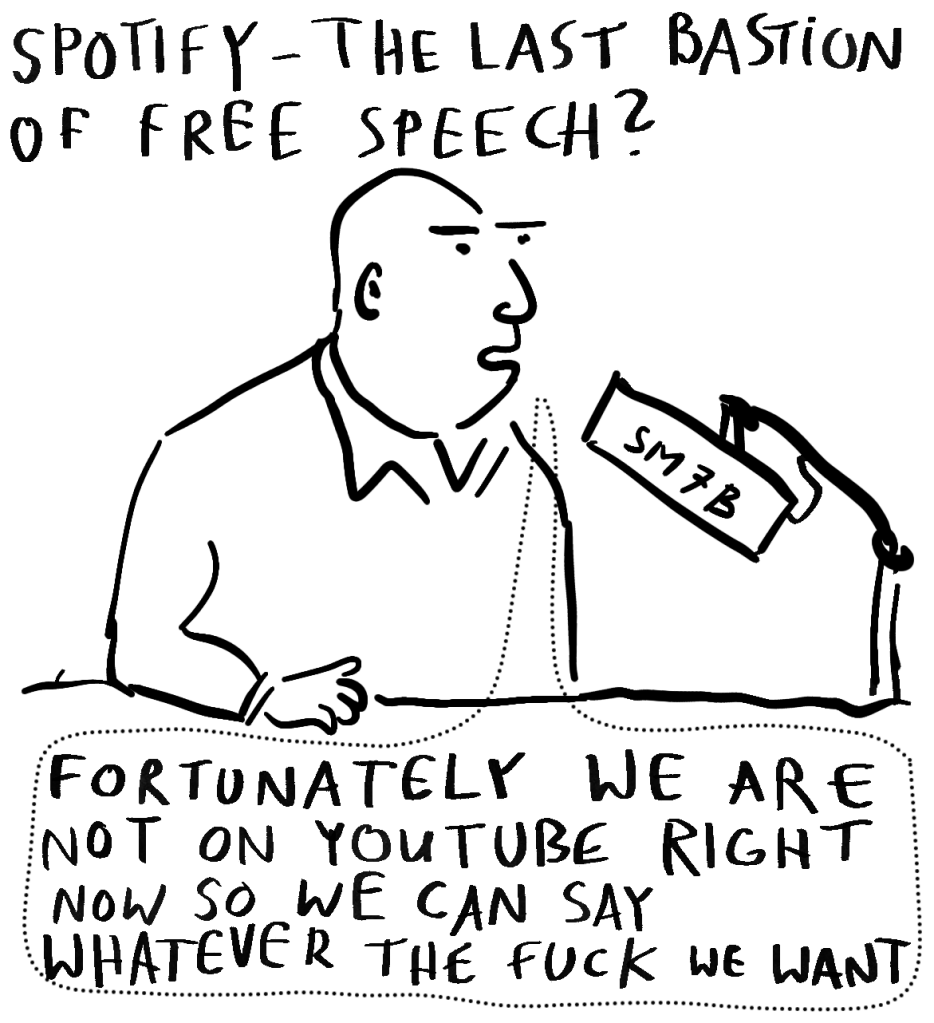 SPOTIFY - THE LAST BASTION
OF FREE SPEECH?
SM7B
FORTUNATELY WE ARE
NOT ON YOUTUBE RIGHT
NOW SO WE CAN SAY
WHATEVER THE FUCK WE WANT